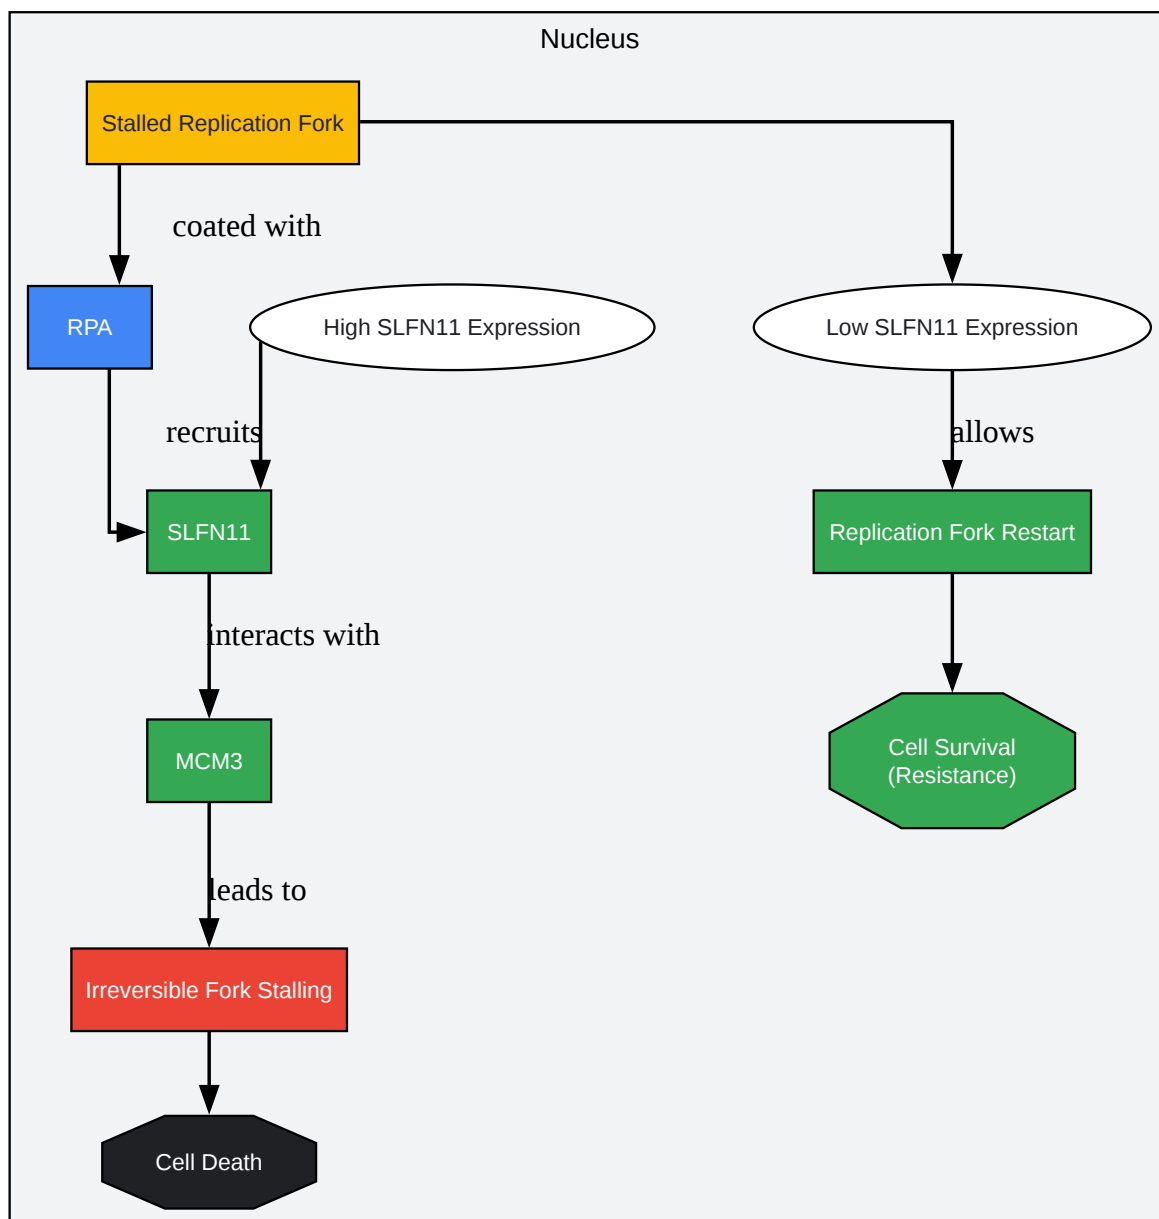 Nucleus
Stalled Replication Fork
coated with
RPA
High SLFN11 Expression
Low SLFN11 Expression
recruits
allows
SLFN11
Replication Fork Restart
interacts with
MCM3
Cell Survival
(Resistance)
leads to
Irreversible Fork Stalling
Cell Death